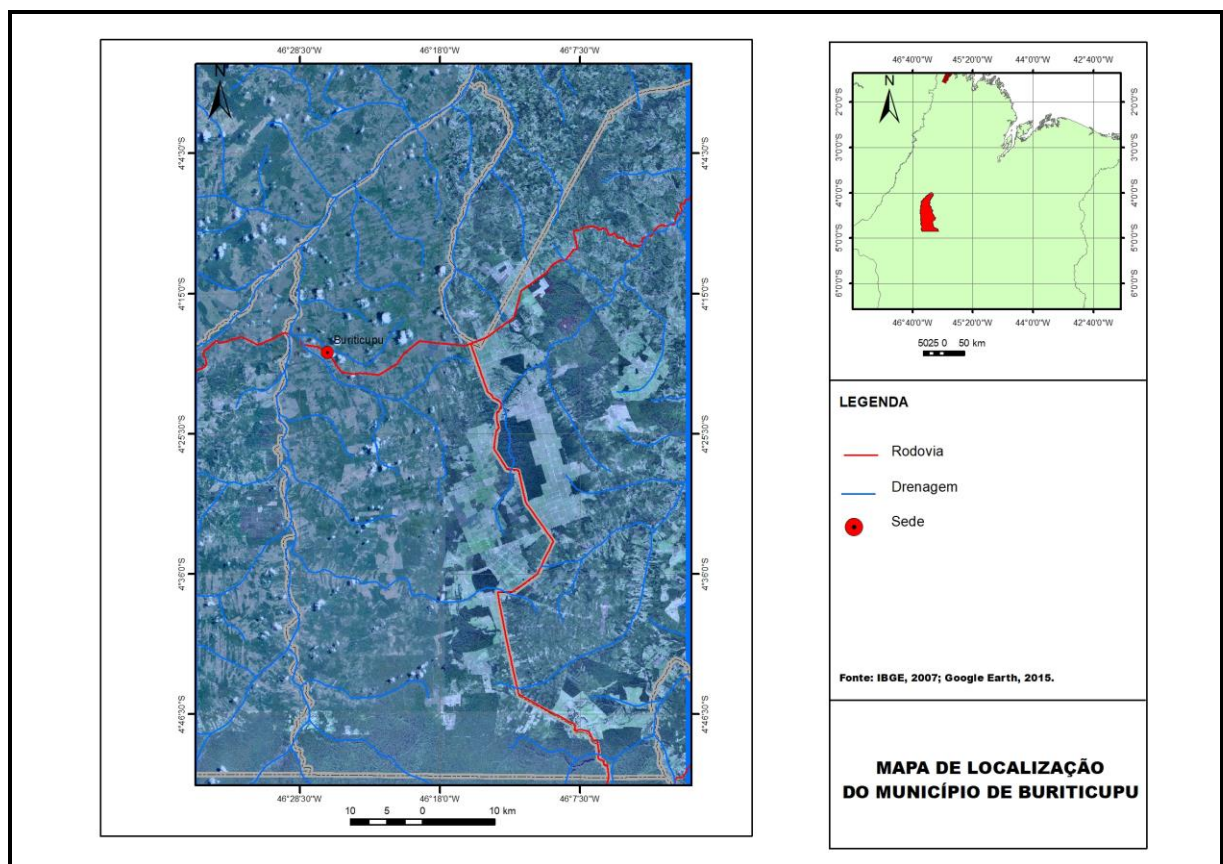 46°28'30"W 46°18'0"W 46°7'30"W
N
4°4'30"S 4°4'30"S
4°15'0"S 4°15'0"S
Buriticupu
4°25'30"S 4°25'30"S
4°36'0"S 4°36'0"S
4°46'30"S 4°46'30"S
46°28'30"W 46°18'0"W 46°7'30"W
10 5 0 10 km
46°40'0"W 45°20'0"W 44°0'0"W 42°40'0"W
N
2°0'0"S 2°0'0"S
3°0'0"S 3°0'0"S
4°0'0"S 4°0'0"S
5°0'0"S 5°0'0"S
6°0'0"S 6°0'0"S
46°40'0"W 45°20'0"W 44°0'0"W 42°40'0"W
5025 0 50 km
LEGENDA
Rodovia
Drenagem
Sede
Fonte: IBGE, 2007; Google Earth, 2015.
MAPA DE LOCALIZAÇÃO
DO MUNICÍPIO DE BURITICUPU